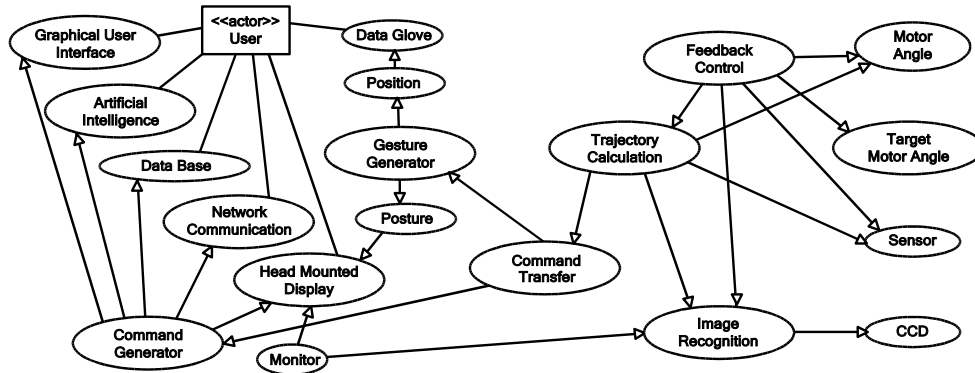 <<actor>>
User
Graphical User
Interface
Data Glove
Feedback
Control
Motor
Angle
Position
Artificial
Intelligence
Gesture
Generator
Trajectory
Calculation
Target
Motor Angle
Data Base
Network
Communication
Posture
Sensor
Head Mounted
Display
Command
Transfer
Command
Generator
Monitor
Image
Recognition
CCD